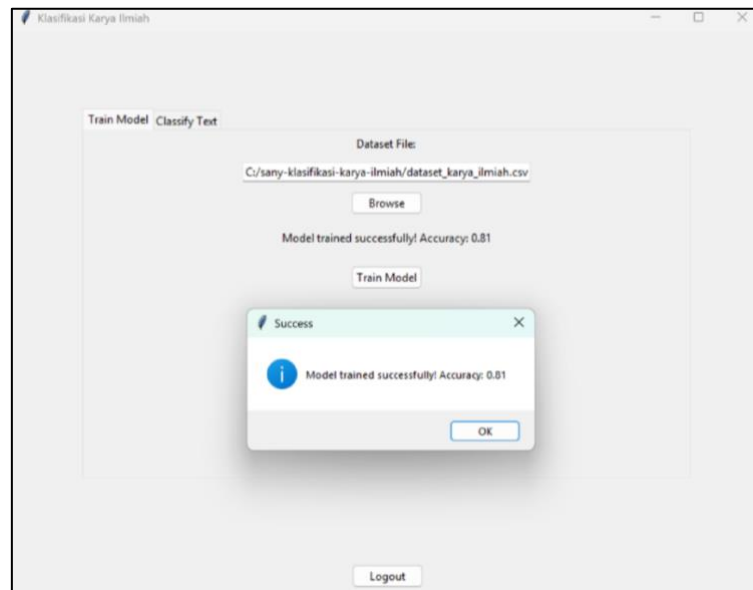 Klasifikasi Karya Ilmiah
Train Model Classify Text
Dataset File:
C:/sany-klasifikasi-karya-ilmiah/dataset_karya_ilmiah.csv
Browse
Model trained successfully! Accuracy: 0.81
Train Model
Success
Model trained successfully! Accuracy: 0.81
OK
Logout